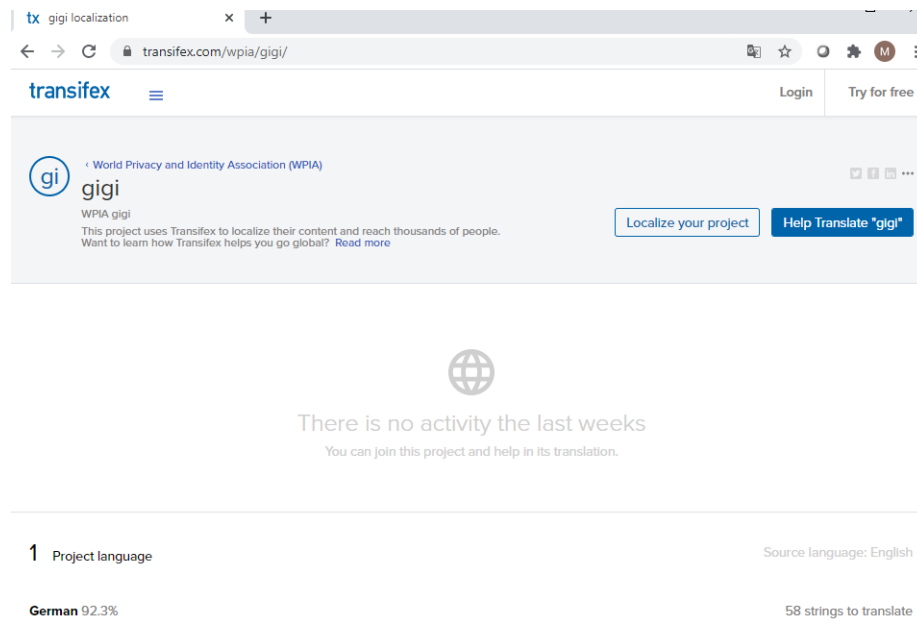 tx gigi localization
transifex.com/wpia/gigi/
M
transifex
Login Try for free
gi
‹ World Privacy and Identity Association (WPIA)
gigi
WPIA gigi
This project uses Transifex to localize their content and reach thousands of people.
Want to learn how Transifex helps you go global? Read more
Localize your project
Help Translate "gigi"
There is no activity the last weeks
You can join this project and help in its translation.
1 Project language
Source language: English
German 92.3%
58 strings to translate